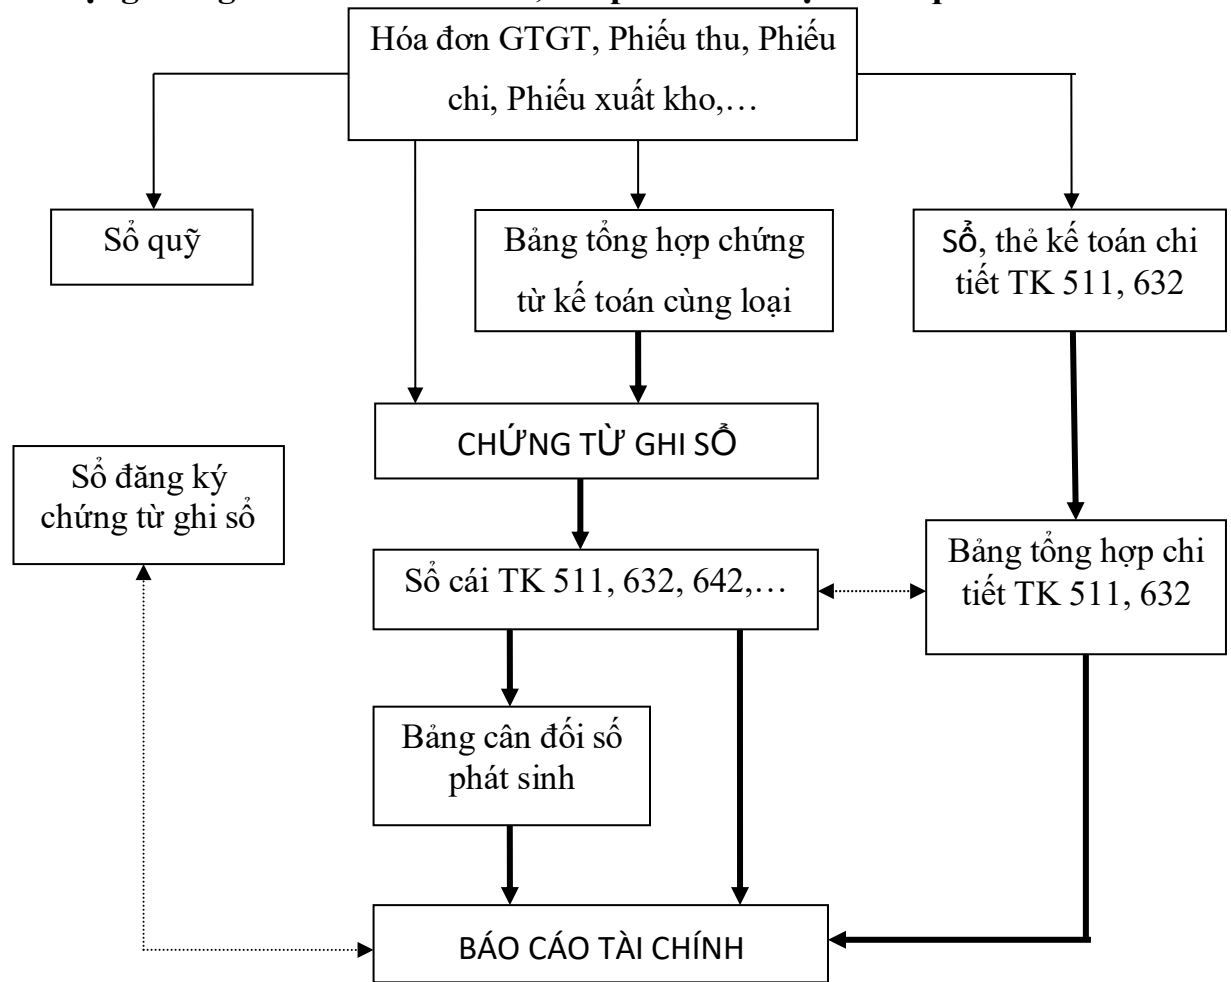 Hóa đơn GTGT, Phiếu thu, Phiếu
chi, Phiếu xuất kho,…
Sổ quỹ
Bảng tổng hợp chứng
từ kế toán cùng loại
Sổ, thẻ kế toán chi
tiết TK 511, 632
CHỨNG TỪ GHI SỔ
Sổ đăng ký
chứng từ ghi sổ
Sổ cái TK 511, 632, 642,…
Bảng tổng hợp chi
tiết TK 511, 632
Bảng cân đối số
phát sinh
BÁO CÁO TÀI CHÍNH